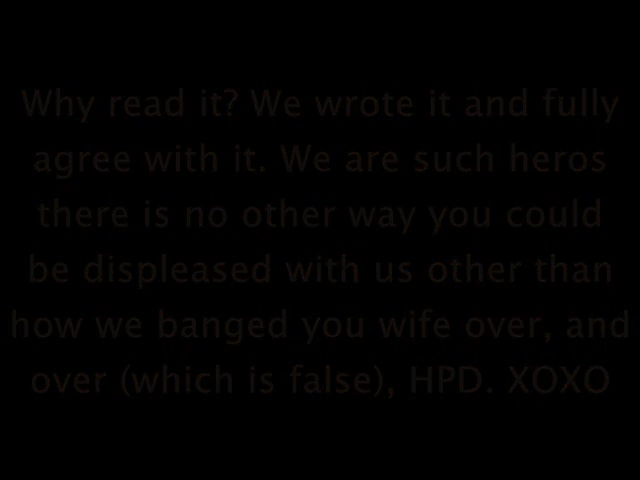 Why read it? We wrote it and fully
agree with it. We are such heros
there is no other way you could
be displeased with us other than
how we banged you wife over, and
over (which is false), HPD. XOXO